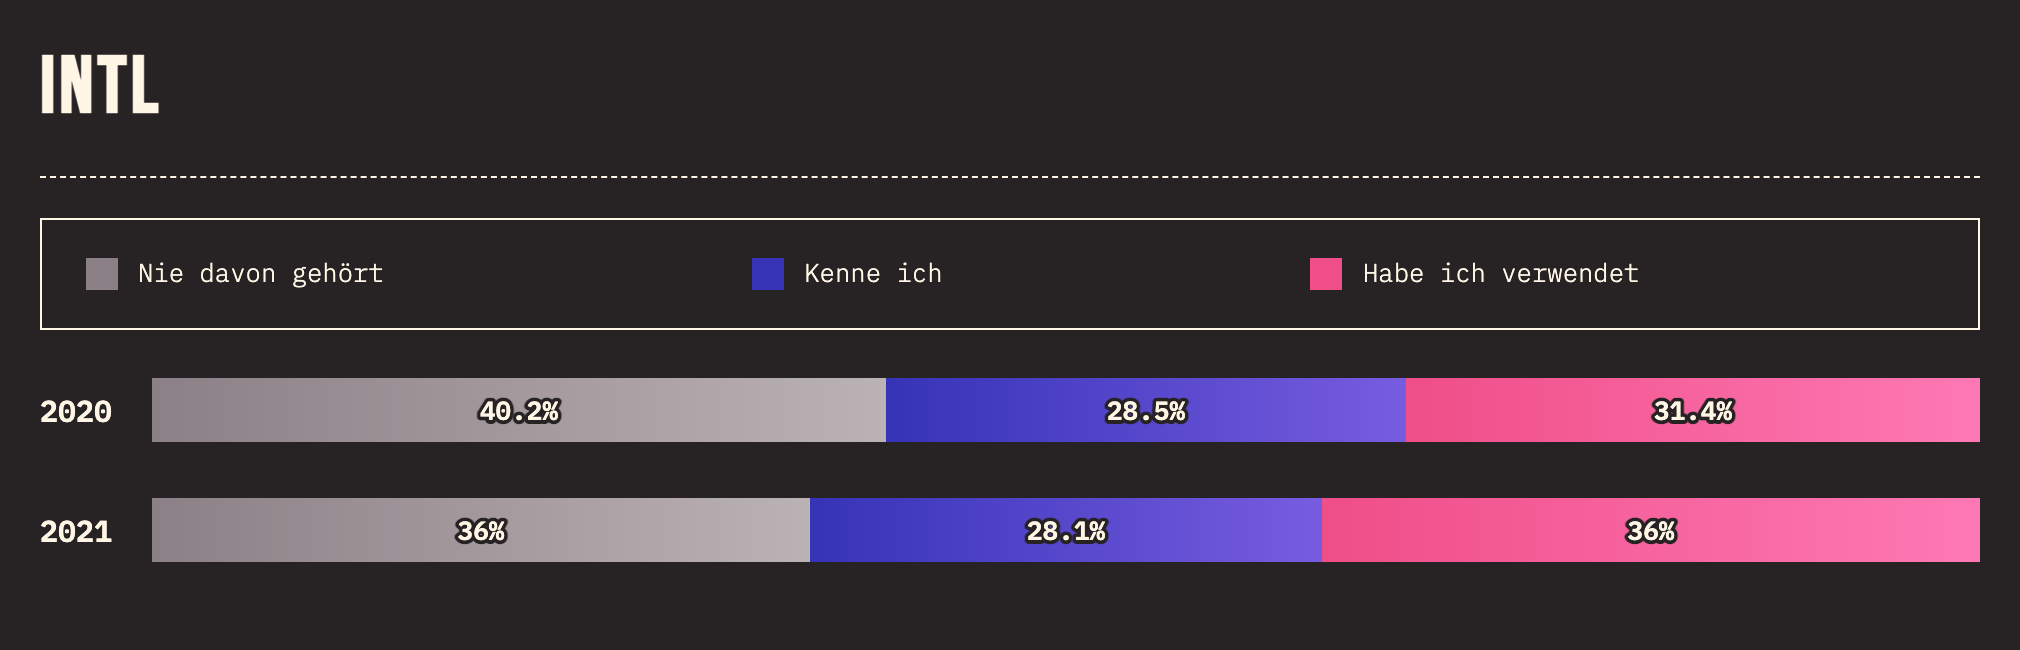 INTL
Nie davon gehört Kenne ich Habe ich verwendet
2020 40.2% 28.5% 31.4%
2021 36% 28.1% 36%